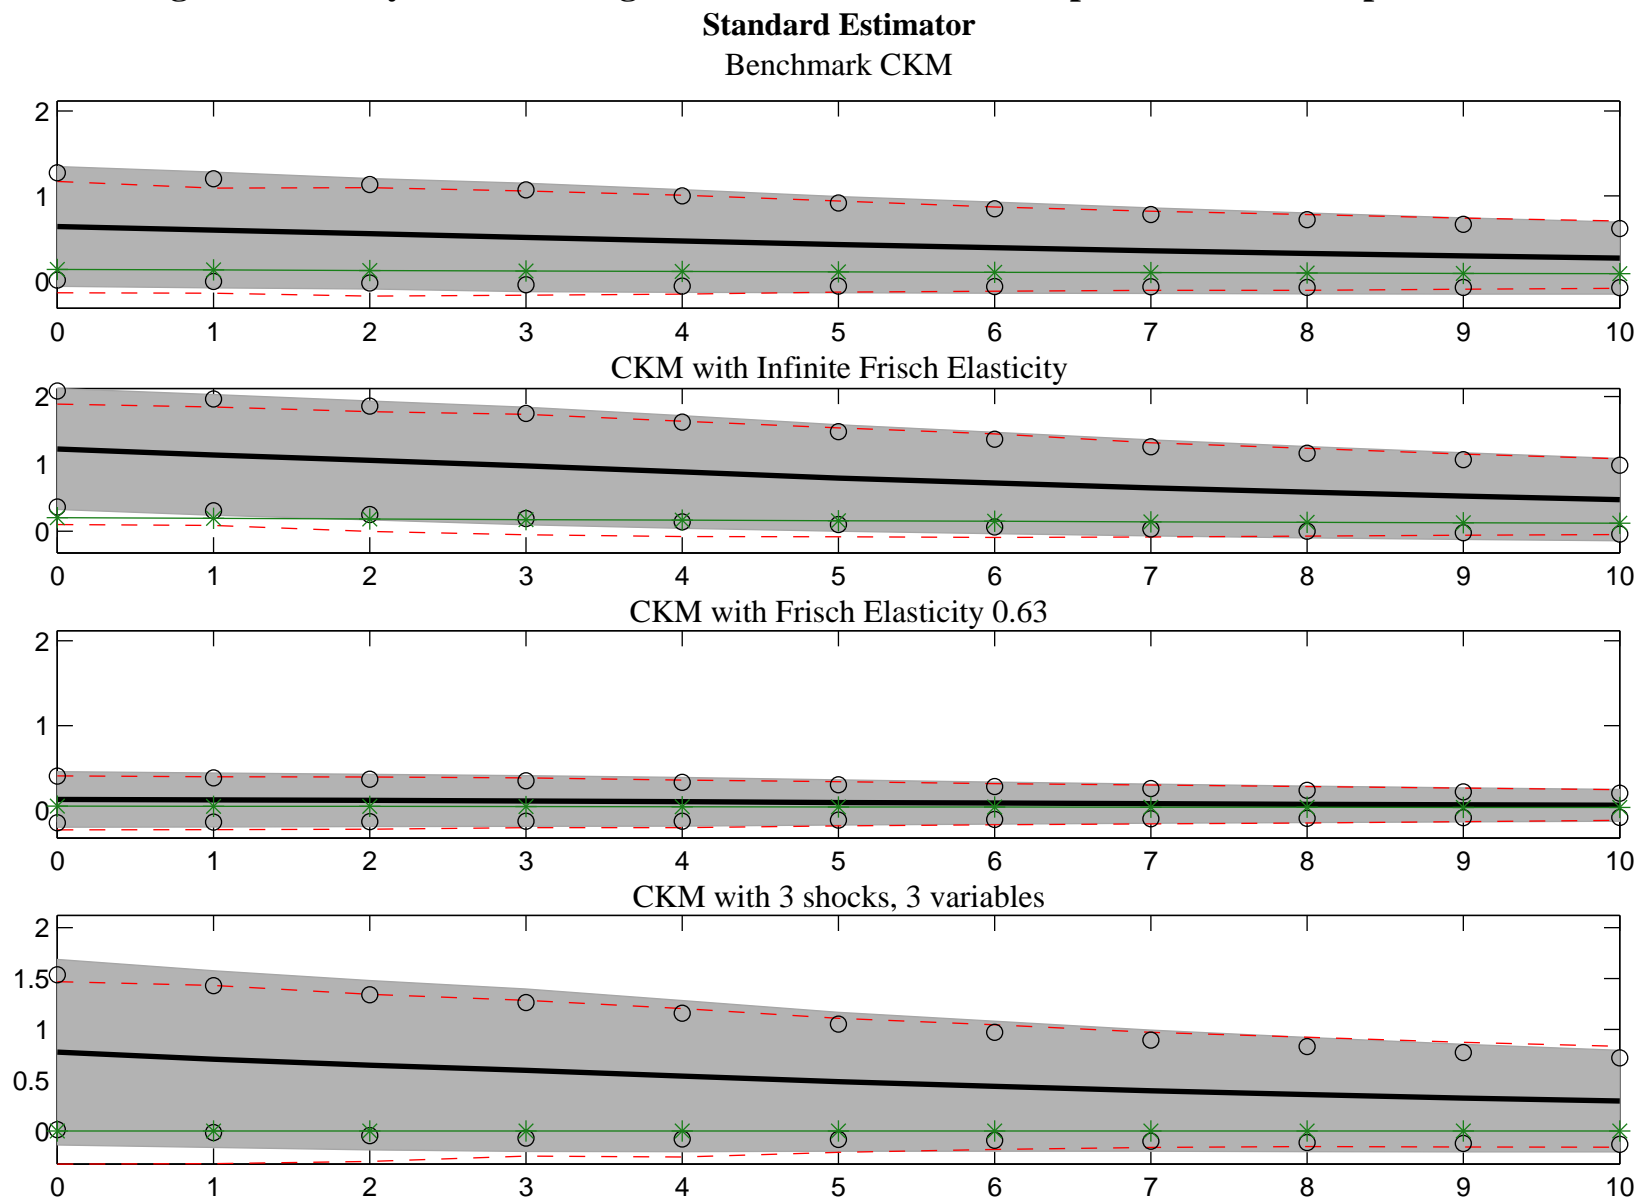 Standard Estimator
Benchmark CKM
2
1
0
0 1 2 3 4 5 6 7 8 9 10
CKM with Infinite Frisch Elasticity
2
1
0
0 1 2 3 4 5 6 7 8 9 10
CKM with Frisch Elasticity 0.63
2
1
0
0 1 2 3 4 5 6 7 8 9 10
CKM with 3 shocks, 3 variables
2
1.5
1
0.5
0
0 1 2 3 4 5 6 7 8 9 10